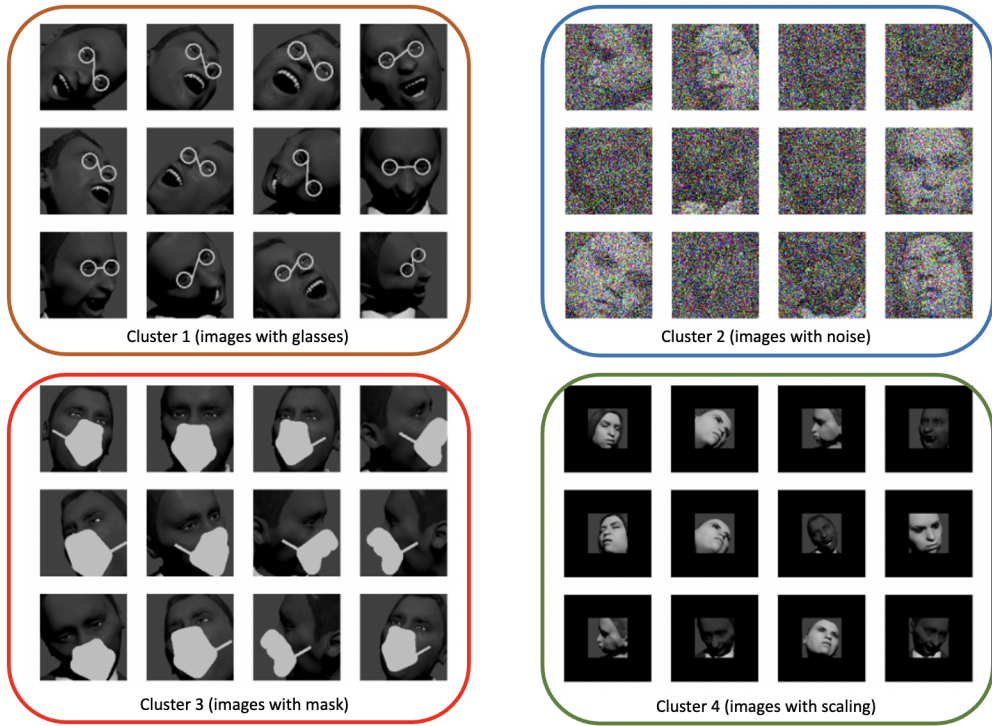 Cluster 1 (images with glasses)
Cluster 2 (images with noise)
Cluster 3 (images with mask)
Cluster 4 (images with scaling)